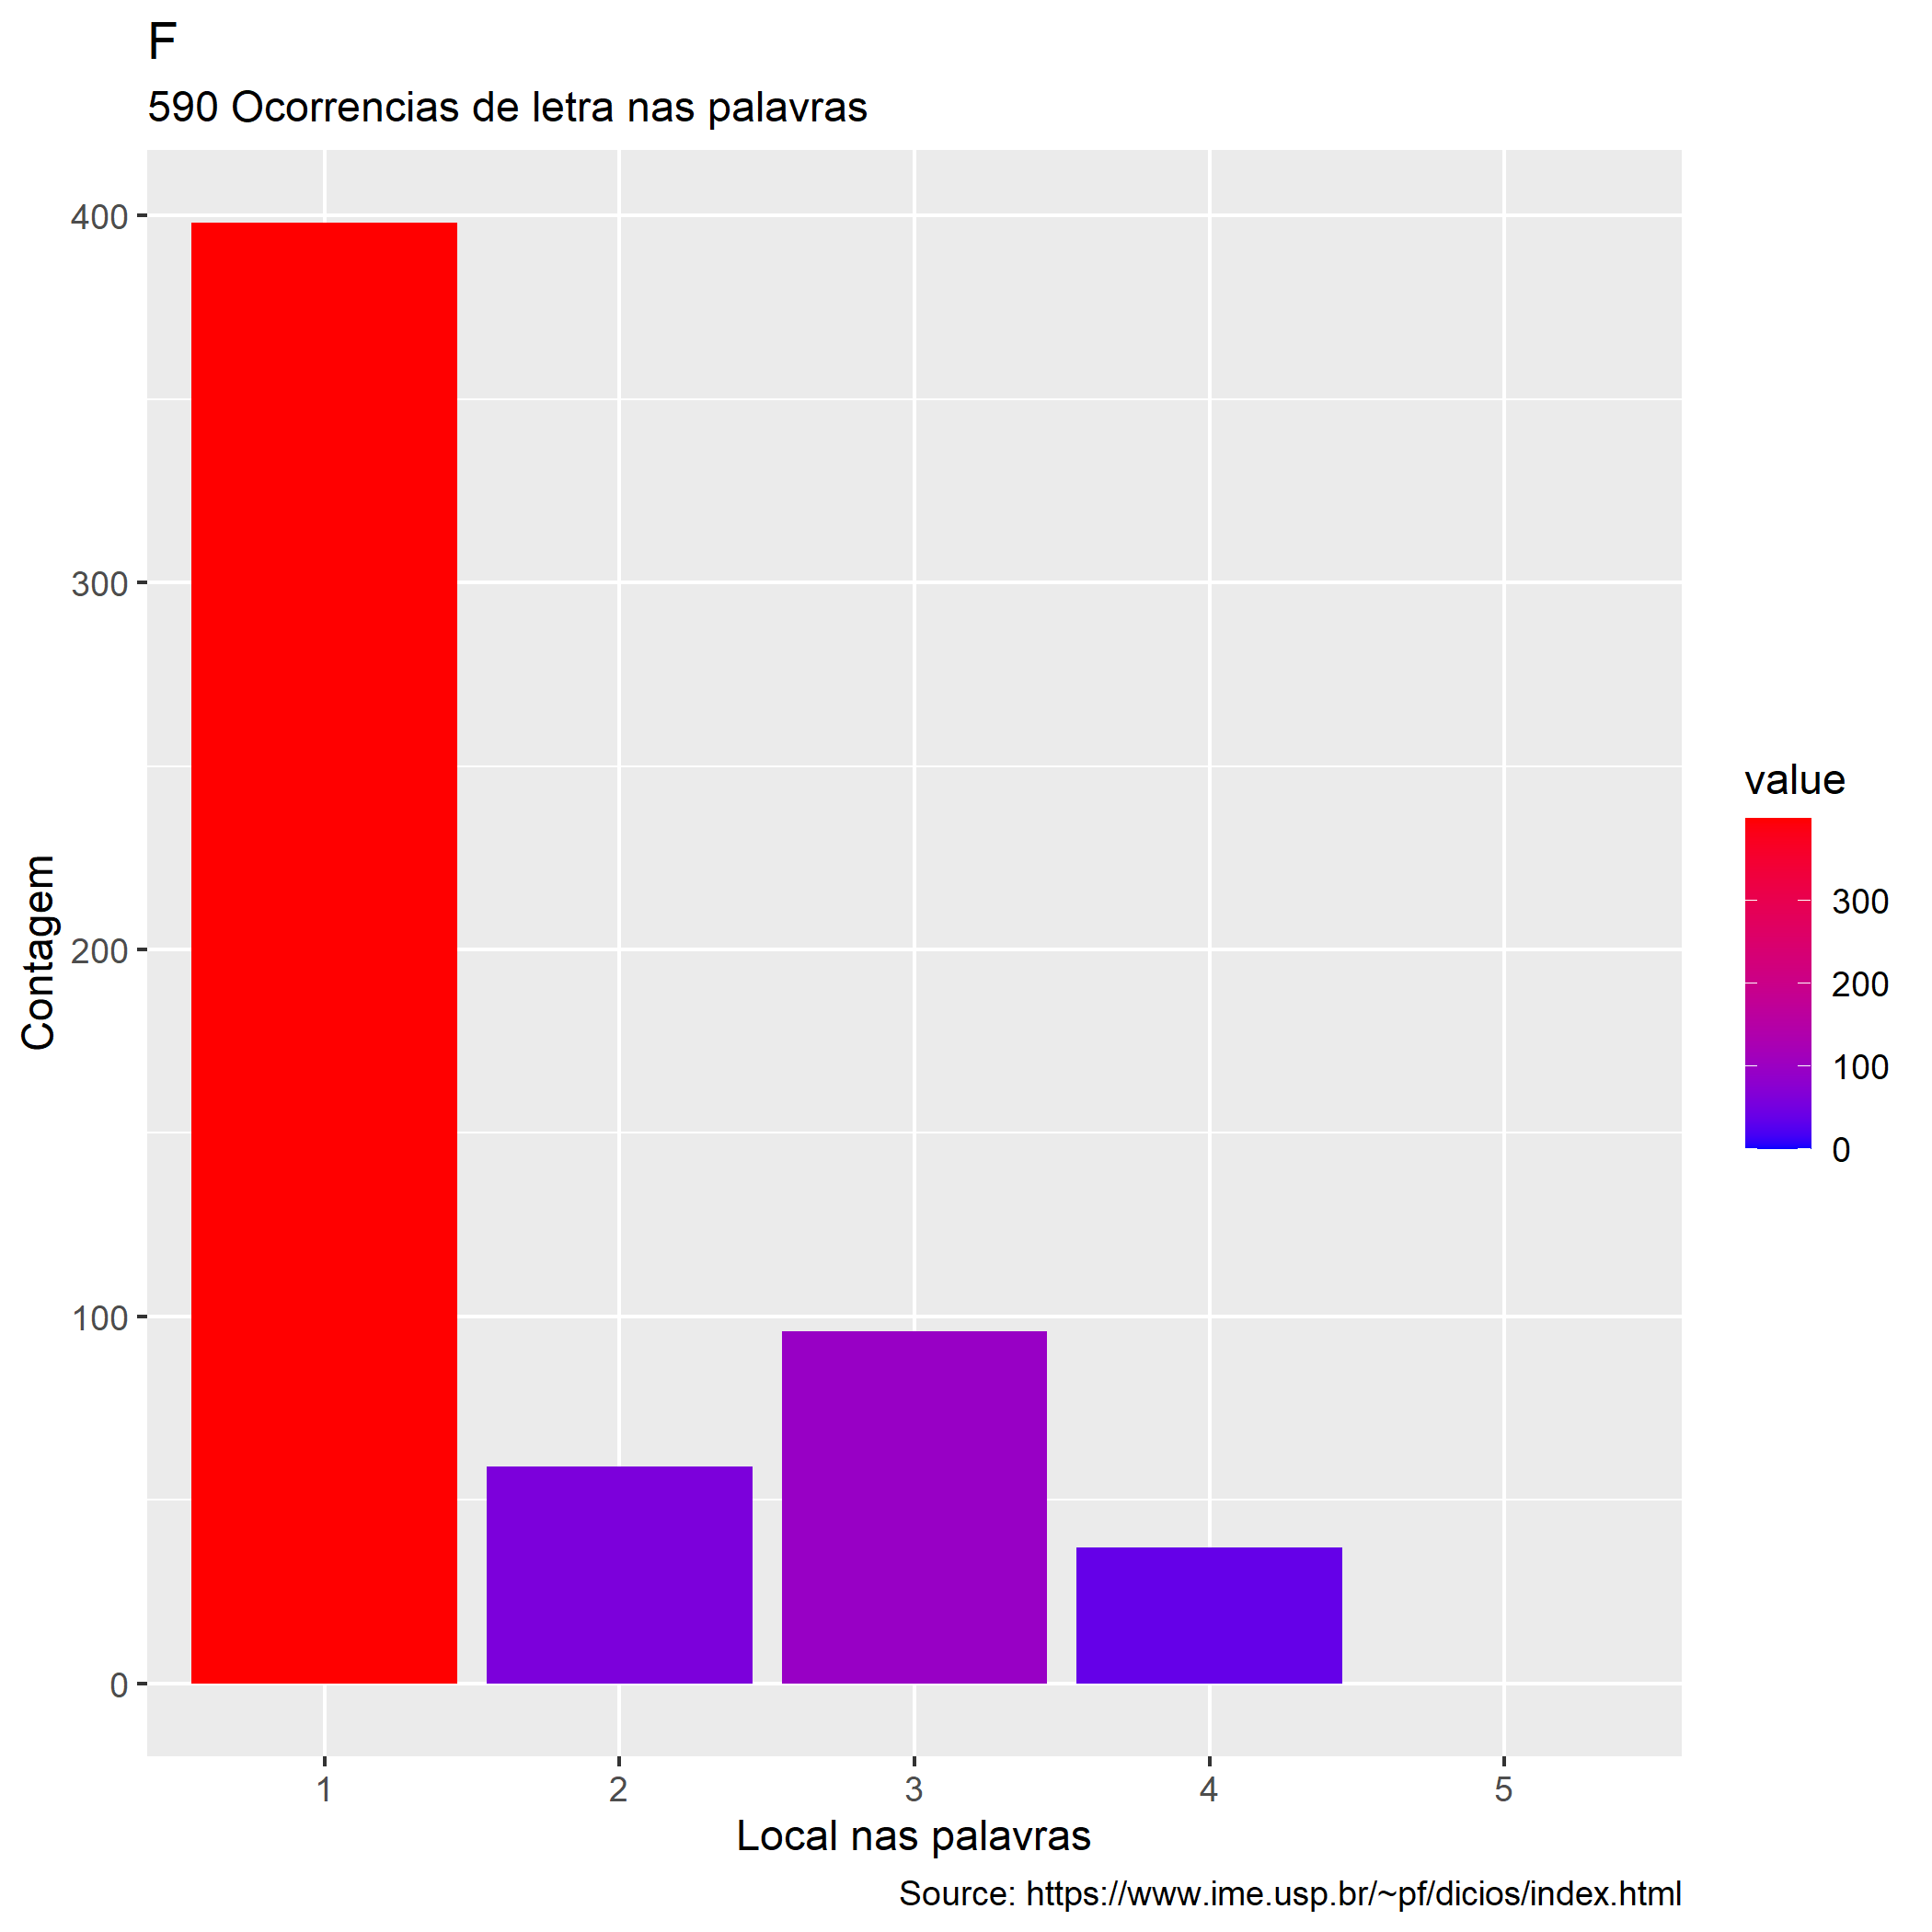 F
590 Ocorrencias de letra nas palavras
400
300
200
100
0
Contagem
1 2 3 4 5
Local nas palavras
value
300
200
100
0
Source: https://www.ime.usp.br/~pf/dicios/index.html